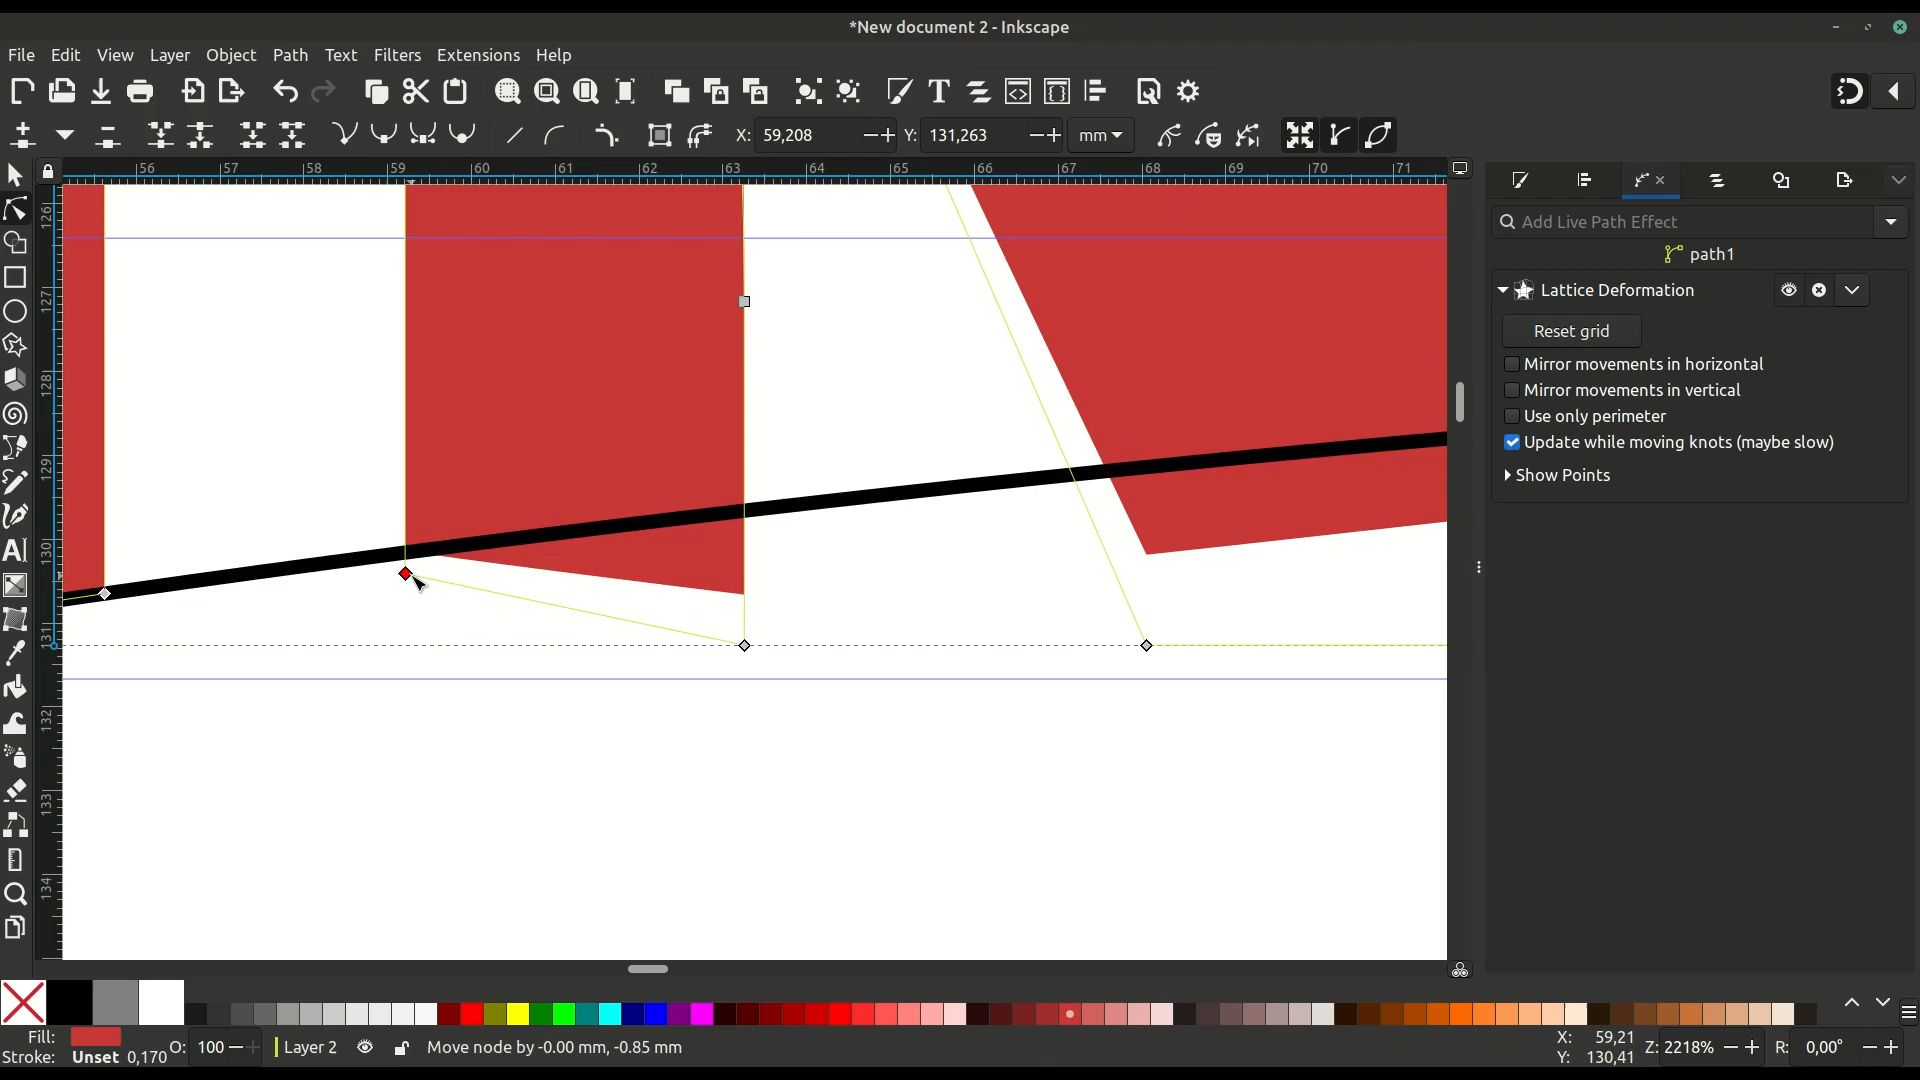 *New document 2 - Inkscape
File Edit View Layer Object Path Text Filters Extensions Help
X: 59,208 Y: 131,263 mm
56 57 58 59 60 61 62 63 64 65 66 67 68 69 70 71
126
127
128
129
130
131
132
133
134
Add Live Path Effect
path1
Lattice Deformation
Reset grid
Mirror movements in horizontal
Mirror movements in vertical
Use only perimeter
Update while moving knots (maybe slow)
Show Points
Fill:
Stroke: Unset 0,170 O: 100 Layer 2 Move node by -0.00 mm, -0.85 mm
X: 59,21
Y: 130,41
Z: 2218% R: 0,00°